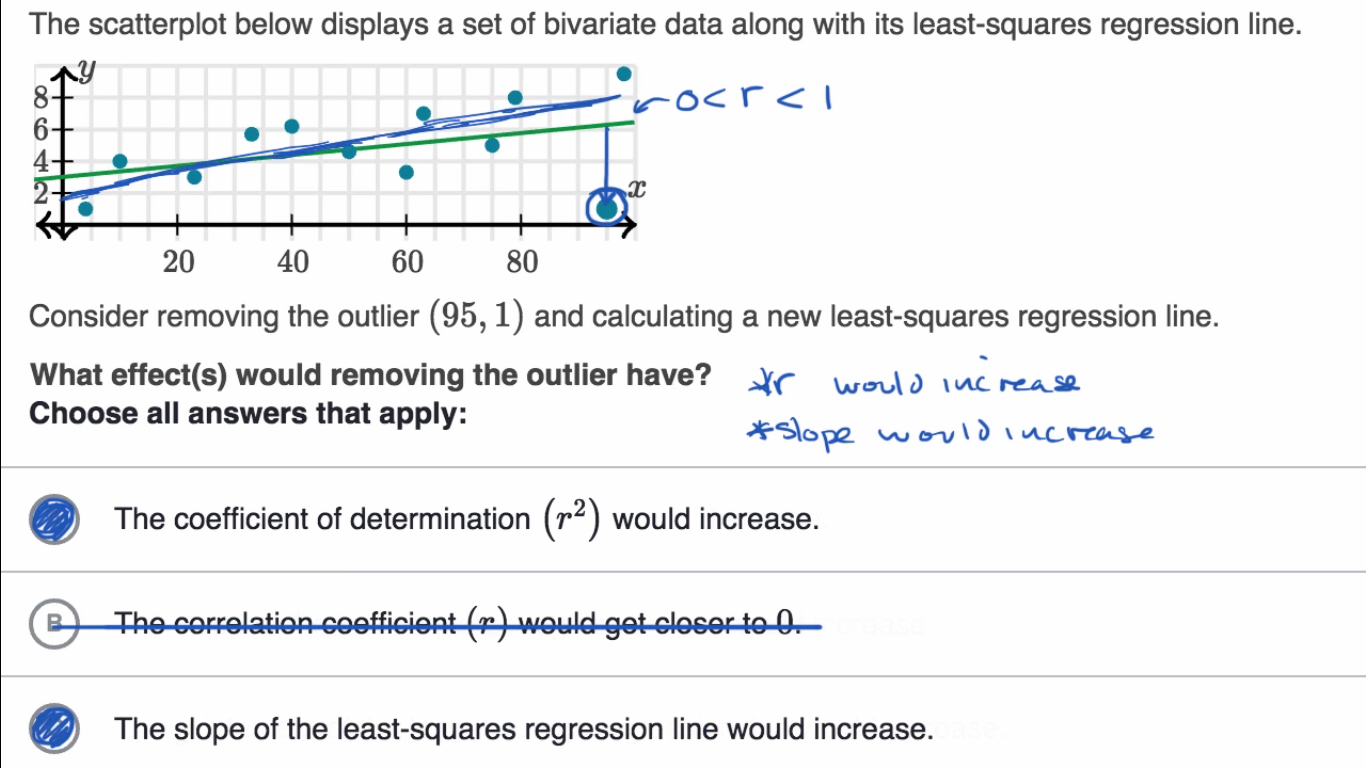 The scatterplot below displays a set of bivariate data along with its least-squares regression line.
y
8
6
4
2
x
20 40 60 80
0 < r < 1
Consider removing the outlier (95, 1) and calculating a new least-squares regression line.
What effect(s) would removing the outlier have?
*r would increase
Choose all answers that apply:
*slope would increase
The coefficient of determination (r²) would increase.
B The correlation coefficient (r) would get closer to 0.
The slope of the least-squares regression line would increase.